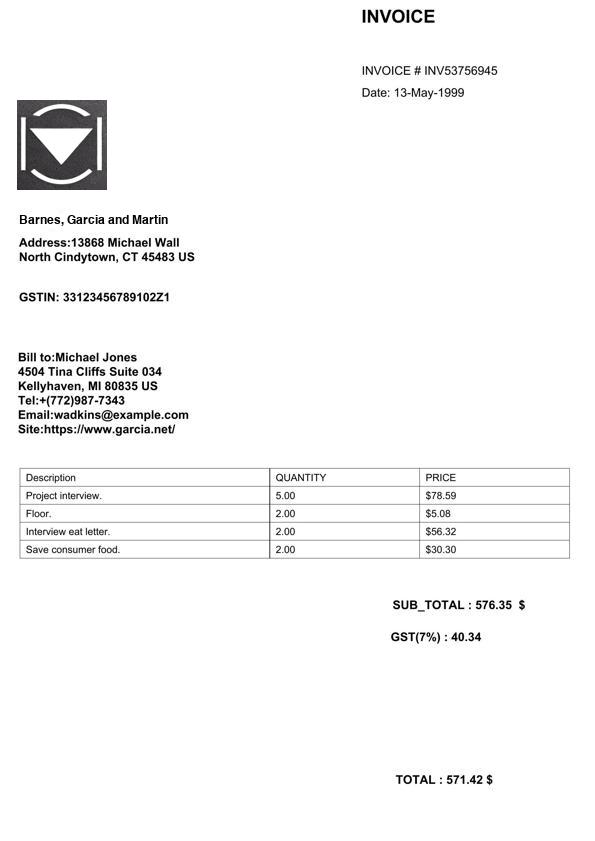 INVOICE
INVOICE # INV53756945
Date: 13-May-1999
Barnes, Garcia and Martin
Address:13868 Michael Wall
North Cindytown, CT 45483 US
GSTIN: 33123456789102Z1
Bill to:Michael Jones
4504 Tina Cliffs Suite 034
Kellyhaven, MI 80835 US
Tel:+(772)987-7343
Email:wadkins@example.com
Site:https://www.garcia.net/
Description QUANTITY PRICE
Project interview. 5.00 $78.59
Floor. 2.00 $5.08
Interview eat letter. 2.00 $56.32
Save consumer food. 2.00 $30.30
SUB_TOTAL : 576.35 $
GST(7%) : 40.34
TOTAL : 571.42 $